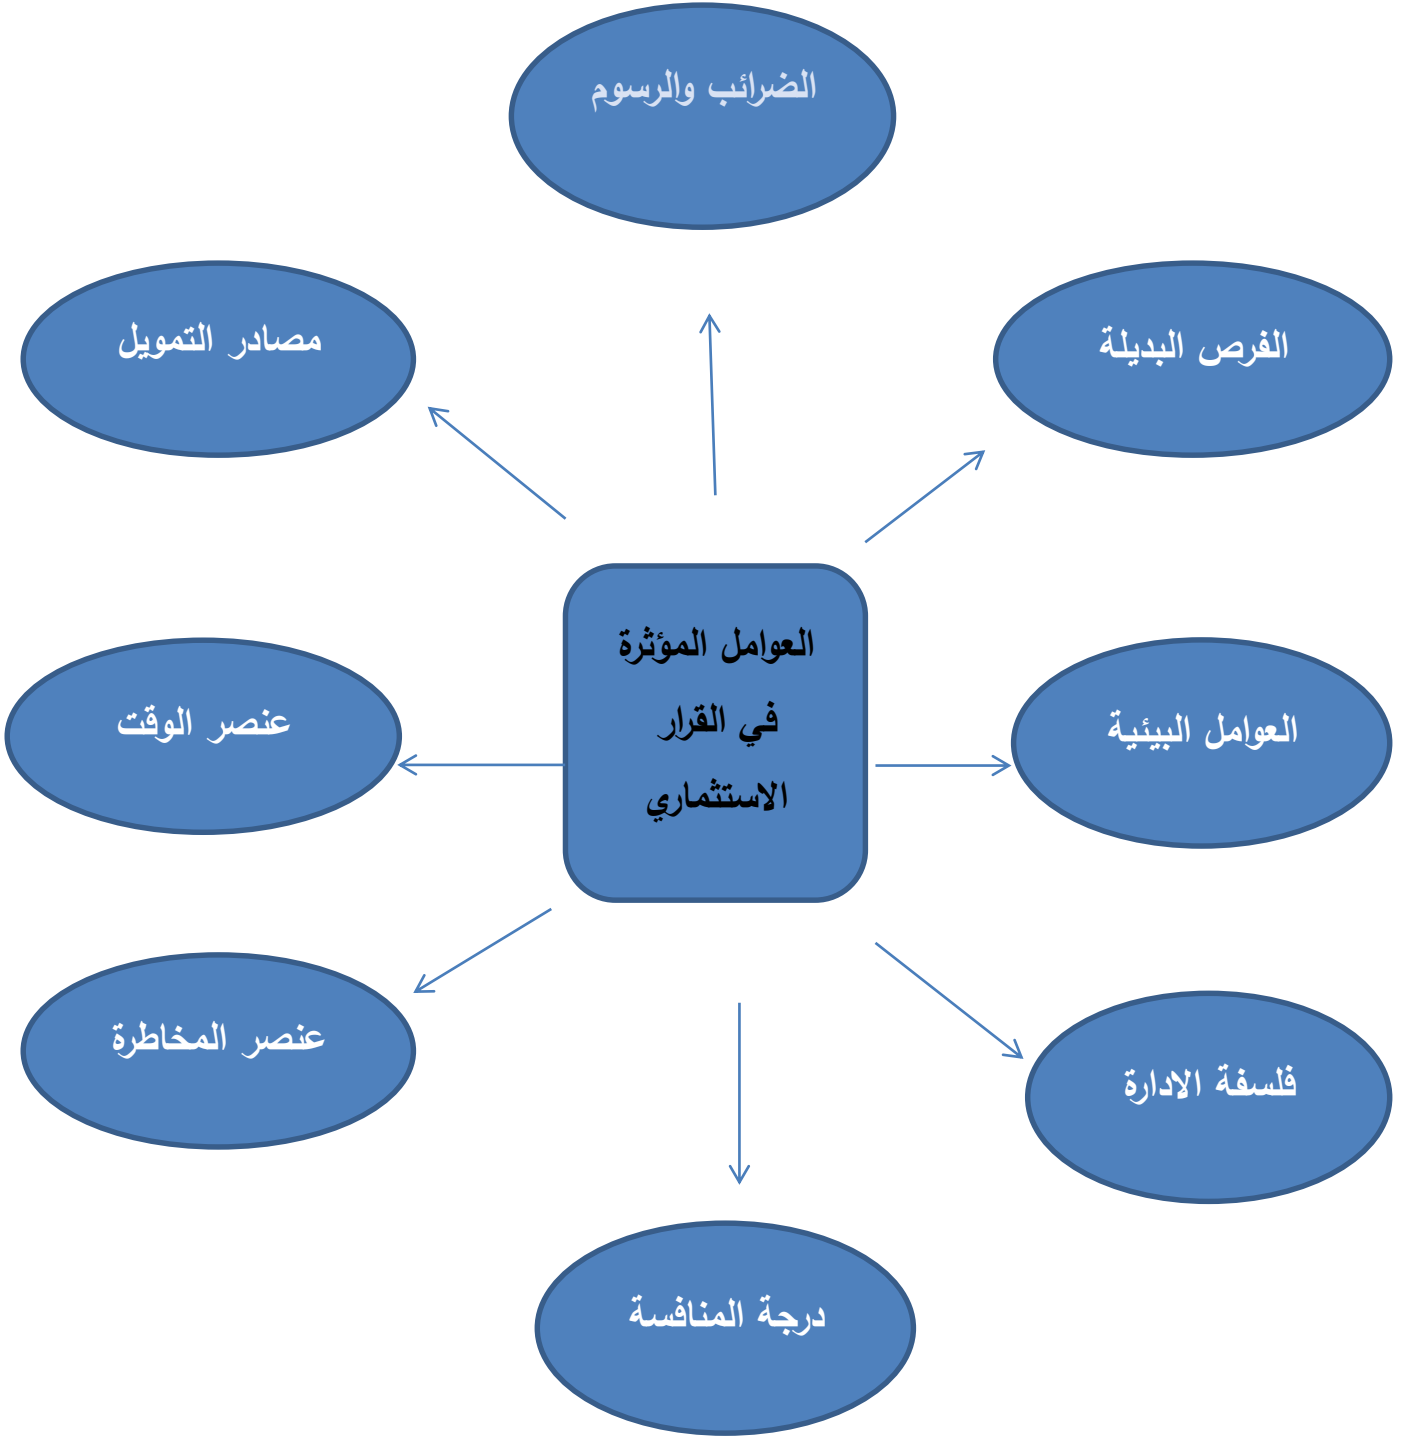 الضرائب والرسوم
مصادر التمويل
الفرص البديلة
العوامل المؤثرة
في القرار
الاستثماري
عنصر الوقت
العوامل البيئية
عنصر المخاطرة
فلسفة الادارة
درجة المنافسة